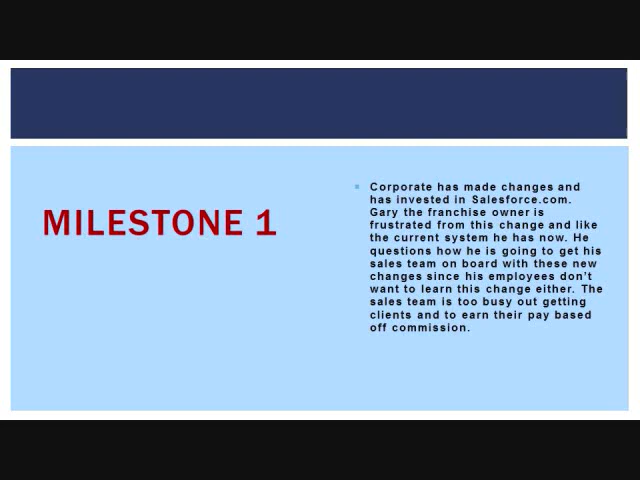 MILESTONE 1
Corporate has made changes and
has invested in Salesforce.com.
Gary the franchise owner is
frustrated from this change and like
the current system he has now. He
questions how he is going to get his
sales team on board with these new
changes since his employees don't
want to learn this change either. The
sales team is too busy out getting
clients and to earn their pay based
off commission.